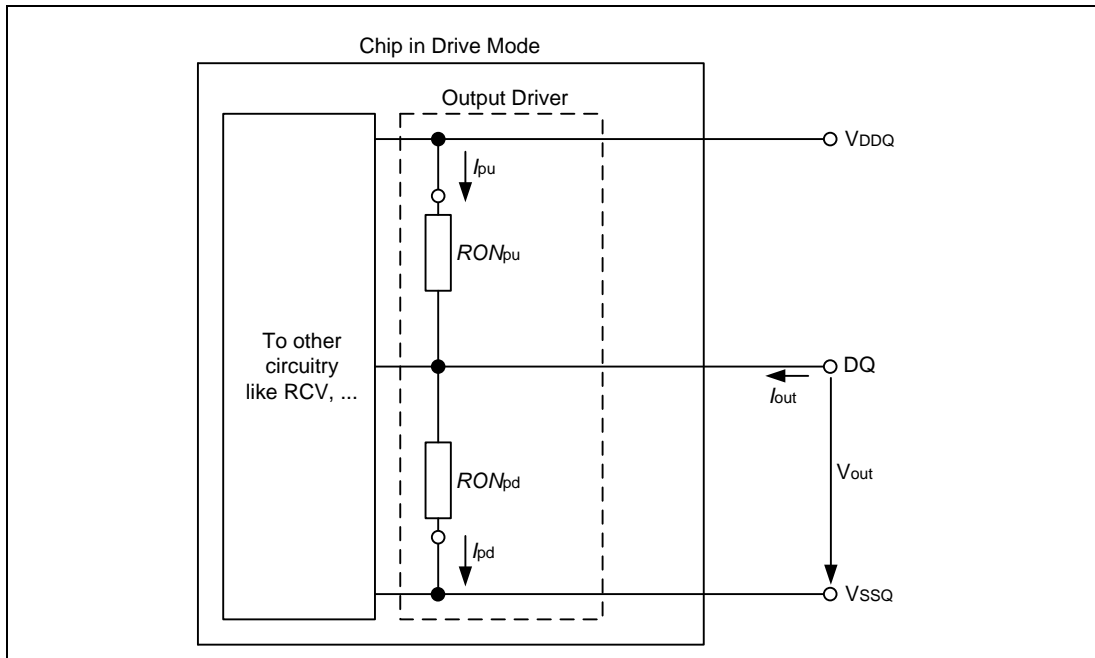 Chip in Drive Mode
Output Driver
VDDQ
Ipu
RONpu
To other
circuitry
like RCV, ...
DQ
Iout
RONpd
Vout
Ipd
VSSQ